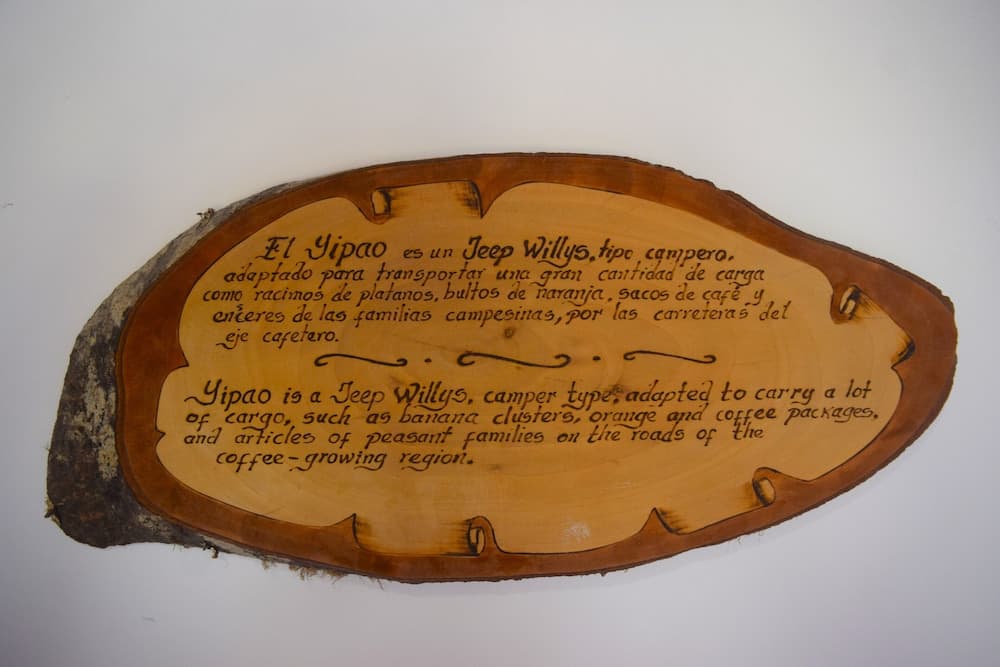 El Yipao es un Jeep Willys, tipo campero,
adaptado para transportar una gran cantidad de carga
como racimos de platanos, bultos de naranja, sacos de café y
enceres de las familias campesinas, por las carreteras del
eje cafetero.
Yipao is a Jeep Willys, camper type, adapted to carry a lot
of cargo, such as banana clusters, orange and coffee packages,
and articles of peasant families on the roads of the
coffee-growing region.